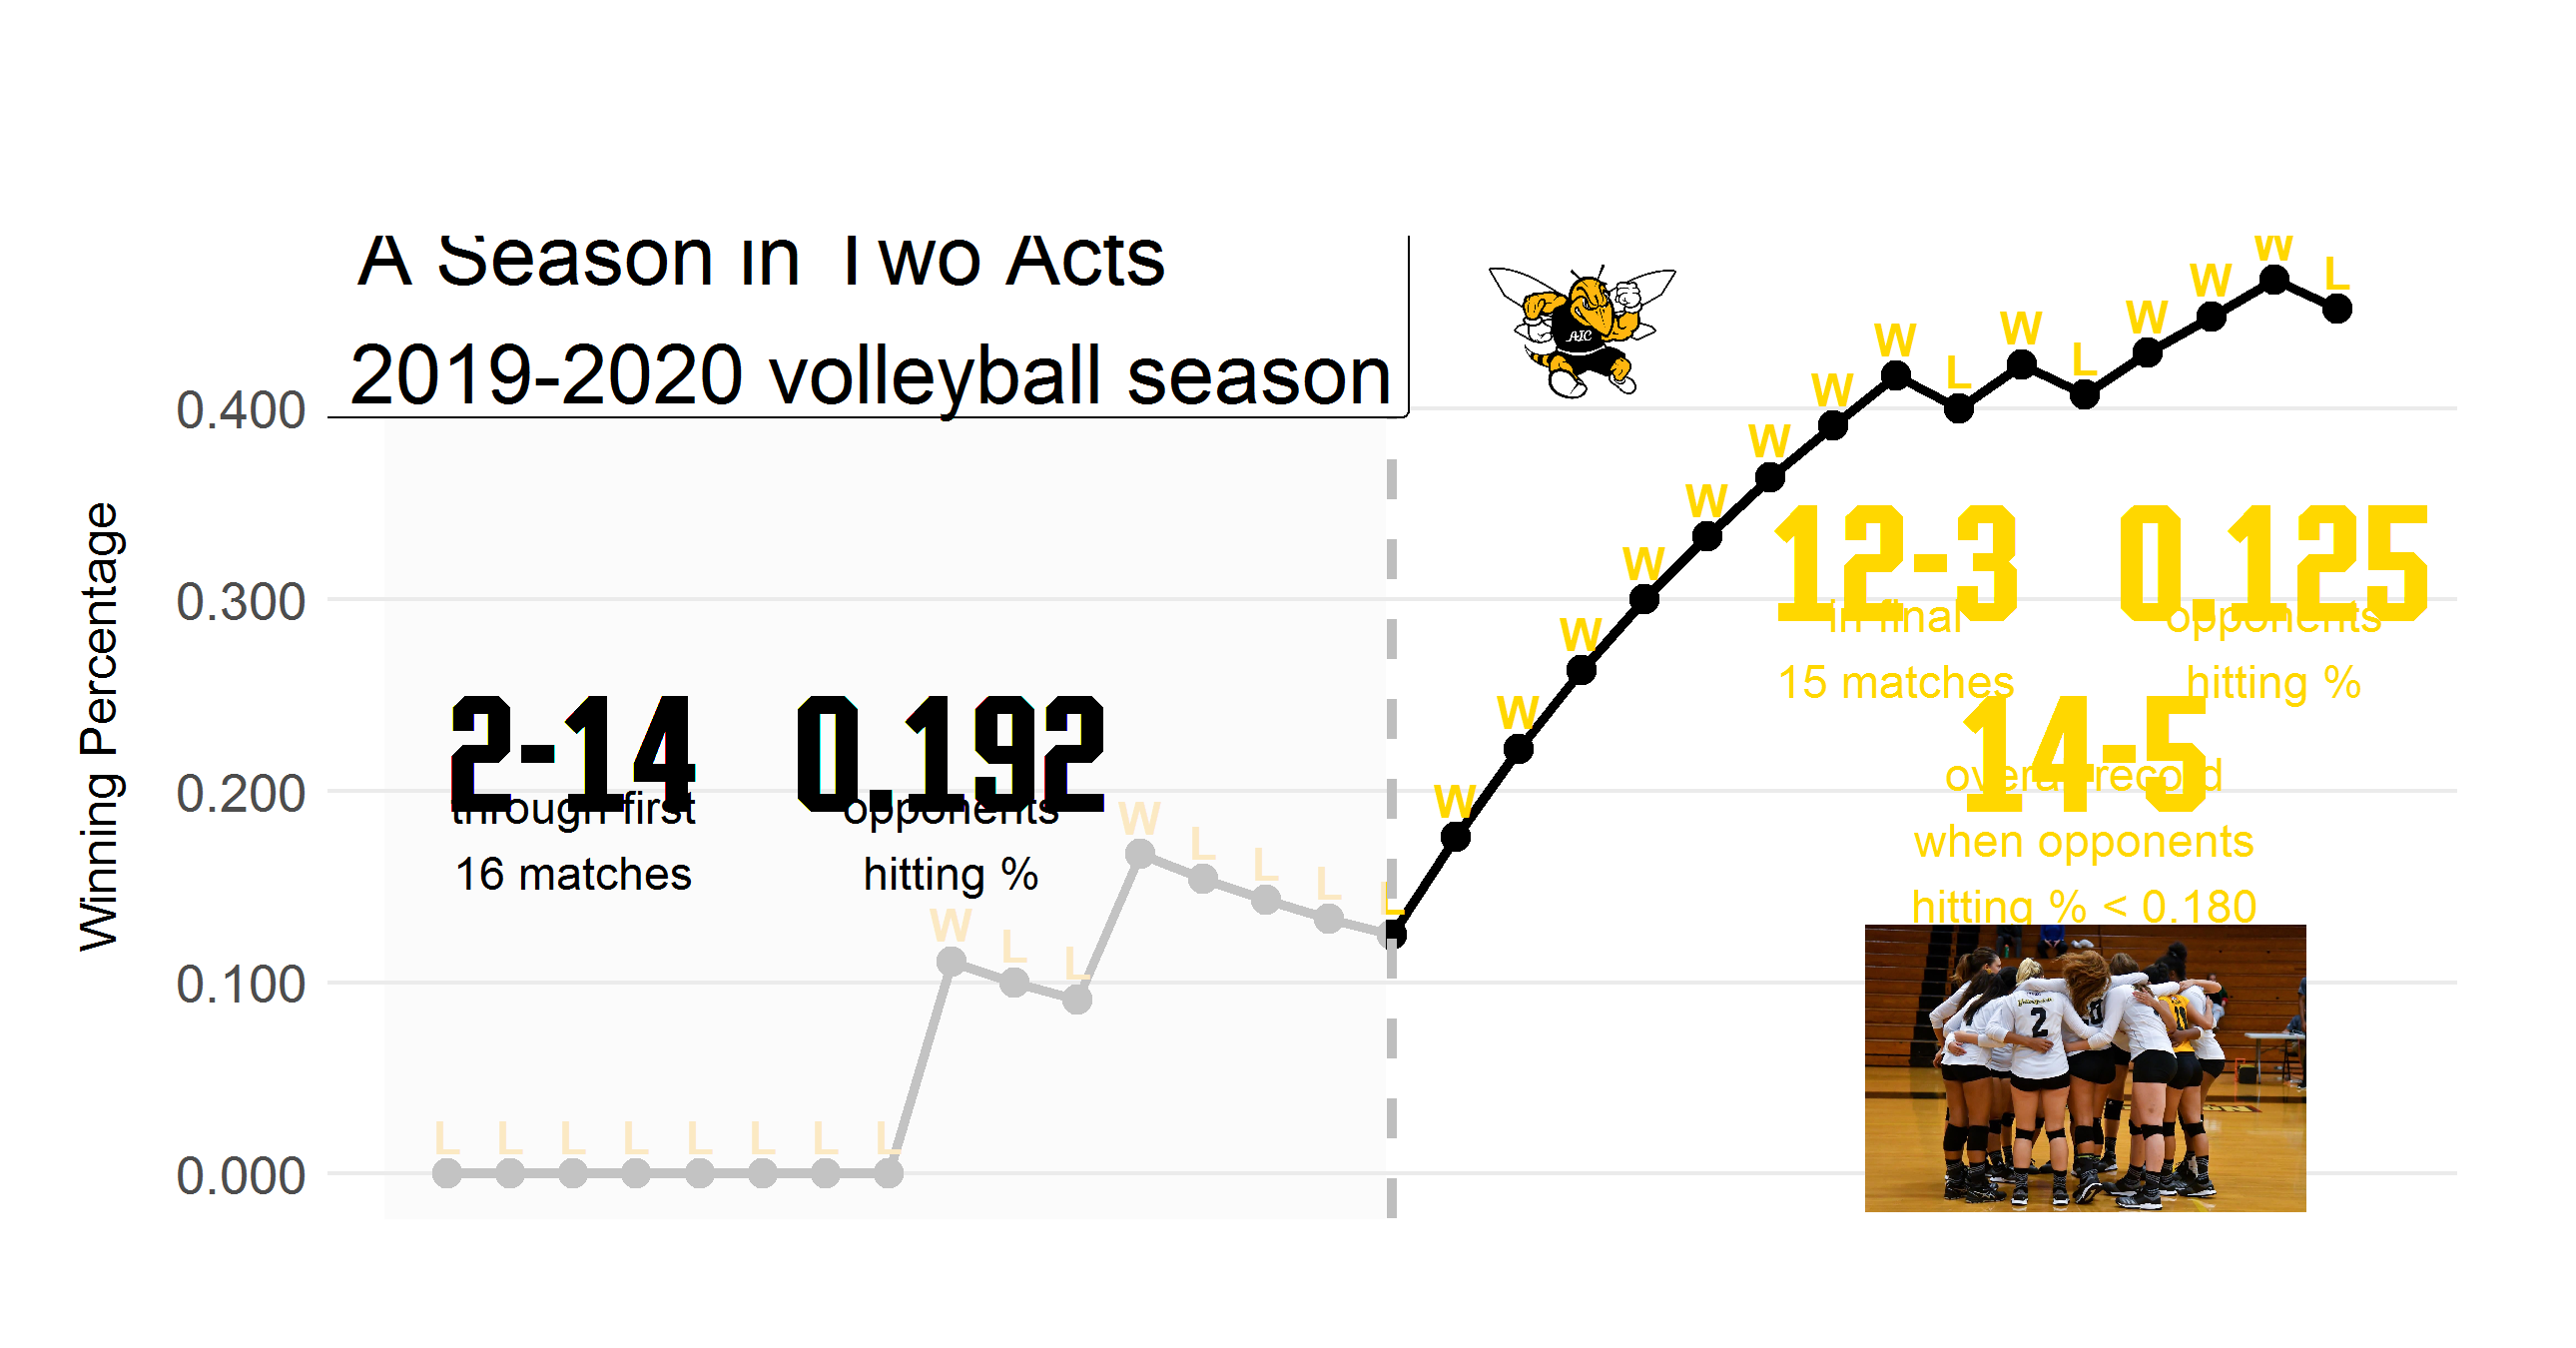 A Season in Two Acts
2019-2020 volleyball season
Winning Percentage
0.400
0.300
0.200
0.100
0.000
L L L L L L L L W L L W L L L L
W W W W W W W W L W L W W W L
2-14
through first
16 matches
0.192
opponents
hitting %
AIC
12-3
in final
15 matches
0.125
opponents
hitting %
14-5
overall record
when opponents
hitting % < 0.180
2